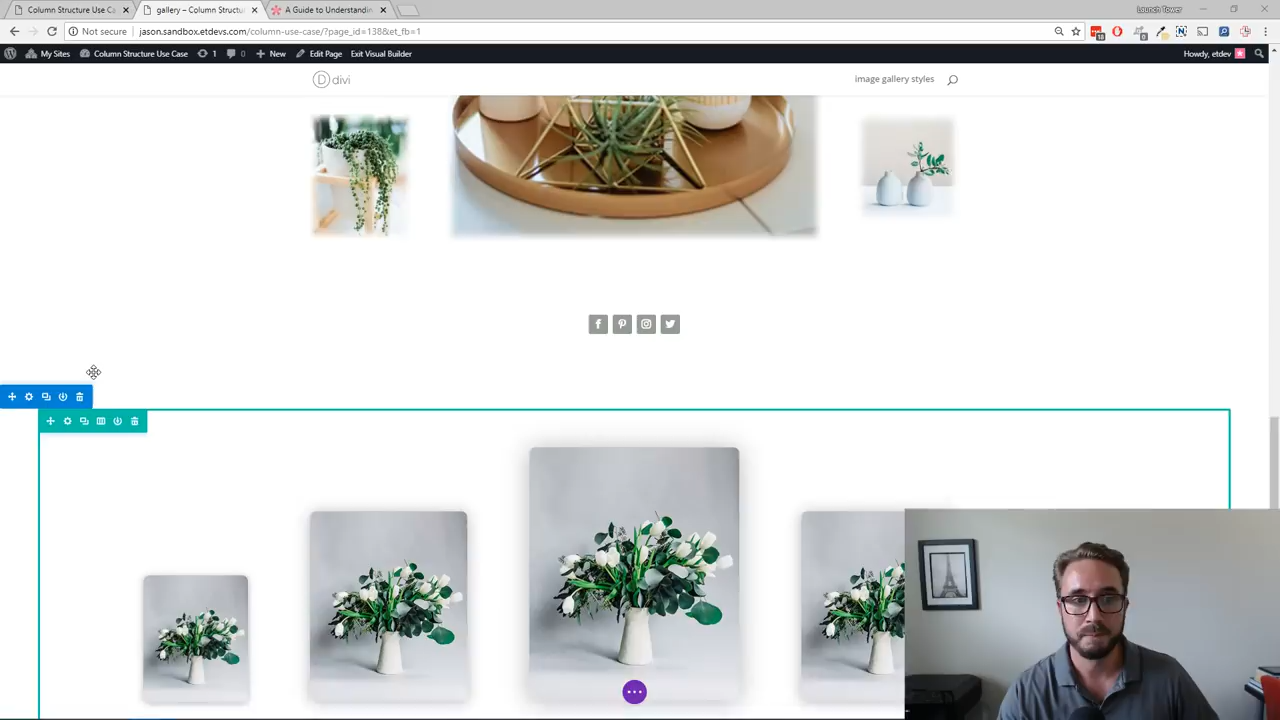 Column Structure Use Ca
gallery – Column Structu
A Guide to Understandin
Launch Tower
Not secure
jason.sandbox.etdevs.com/column-use-case/?page_id=138&et_fb=1
My Sites
Column Structure Use Case
1
0
New
Edit Page
Exit Visual Builder
Howdy, etdev
D divi
image gallery styles